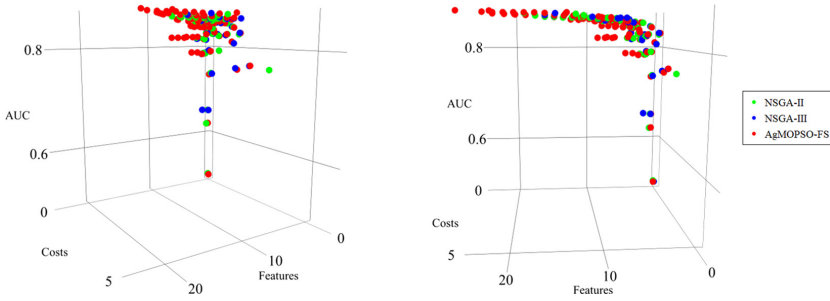 0.8
AUC
0.6
0
Costs
5
20
Features
10
0
0.8
AUC
0.6
0
Costs
5
20
10
Features
0
NSGA-II
NSGA-III
AgMOPSO-FS